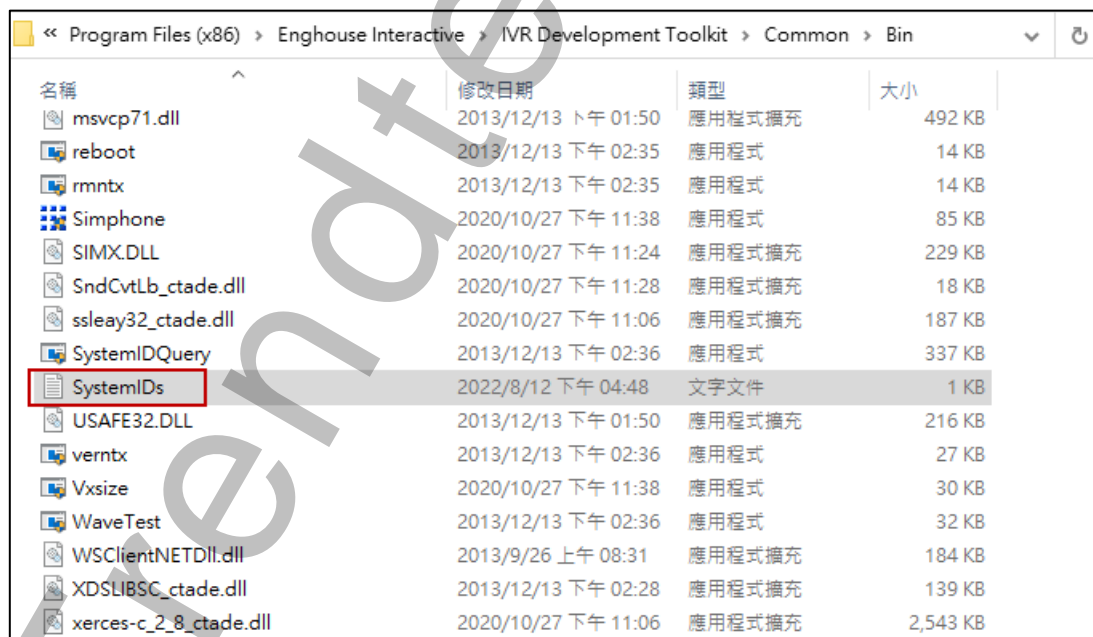 « Program Files (x86) › Enghouse Interactive › IVR Development Toolkit › Common › Bin
名稱 修改日期 類型 大小
msvcp71.dll 2013/12/13 下午 01:50 應用程式擴充 492 KB
reboot 2013/12/13 下午 02:35 應用程式 14 KB
rmntx 2013/12/13 下午 02:35 應用程式 14 KB
Simphone 2020/10/27 下午 11:38 應用程式 85 KB
SIMX.DLL 2020/10/27 下午 11:24 應用程式擴充 229 KB
SndCvtLb_ctade.dll 2020/10/27 下午 11:28 應用程式擴充 18 KB
ssleay32_ctade.dll 2020/10/27 下午 11:06 應用程式擴充 187 KB
SystemIDQuery 2013/12/13 下午 02:36 應用程式 337 KB
SystemIDs 2022/8/12 下午 04:48 文字文件 1 KB
USAFE32.DLL 2013/12/13 下午 01:50 應用程式擴充 216 KB
verntx 2013/12/13 下午 02:36 應用程式 27 KB
Vxsize 2020/10/27 下午 11:38 應用程式 30 KB
WaveTest 2013/12/13 下午 02:36 應用程式 32 KB
WSClientNETDll.dll 2013/9/26 上午 08:31 應用程式擴充 184 KB
XDSLIBSC_ctade.dll 2013/12/13 下午 02:28 應用程式擴充 139 KB
xerces-c_2_8_ctade.dll 2020/10/27 下午 11:06 應用程式擴充 2,543 KB
rendte